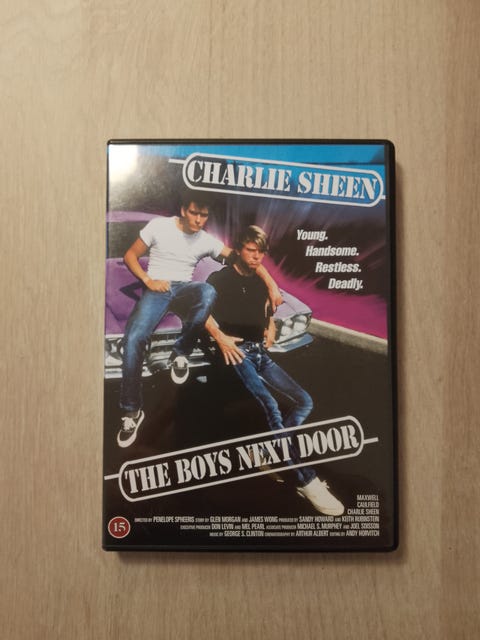 CHARLIE SHEEN
Young.
Handsome.
Restless.
Deadly.
THE BOYS NEXT DOOR
MAXWELL
CAULFIELD
CHARLIE SHEEN
DIRECTED BY PENELOPE SPHEERIS STORY BY GLEN MORGAN AND JAMES WONG PRODUCED BY SANDY HOWARD AND KEITH RUBINSTEIN
EXECUTIVE PRODUCER DON LEVIN AND MEL PEARL ASSOCIATE PRODUCER MICHAEL S. MURPHEY AND JOEL SOISSON
MUSIC BY GEORGE S. CLINTON CINEMATOGRAPHY BY ARTHUR ALBERT EDITING BY ANDY HORVITCH
15